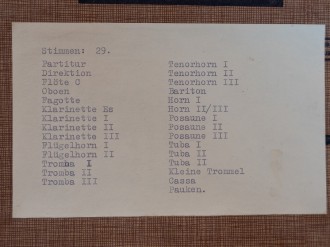 Stimmen: 29.
Partitur
Direktion
Flöte C
Oboen
Fagotte
Klarinette Es
Klarinette I
Klarinette II
Klarinette III
Flügelhorn I
Flügelhorn II
Tromba I
Tromba II
Tromba III
Tenorhorn I
Tenorhorn II
Tenorhorn III
Bariton
Horn I
Horn II/III
Posaune I
Posaune II
Posaune III
Tuba I
Tuba II
Tuba II
Kleine Trommel
Cassa
Pauken.